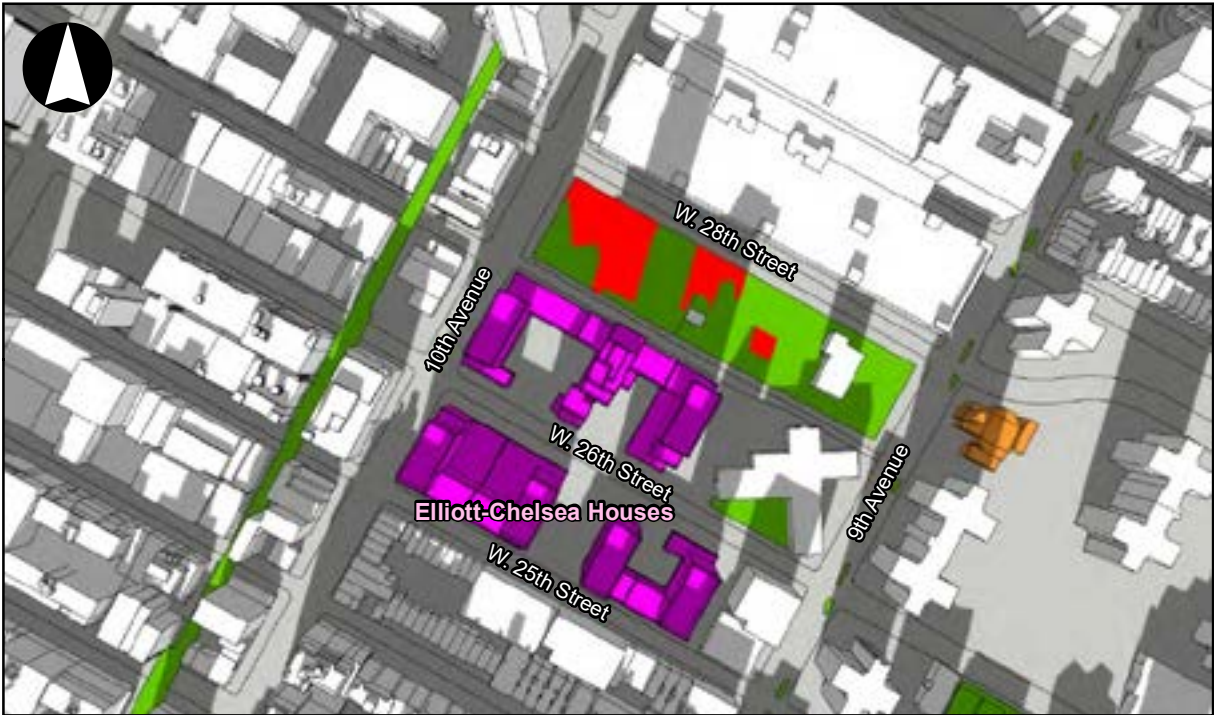 W. 28th Street
10th Avenue
W. 26th Street
9th Avenue
Elliott-Chelsea Houses
W. 25th Street